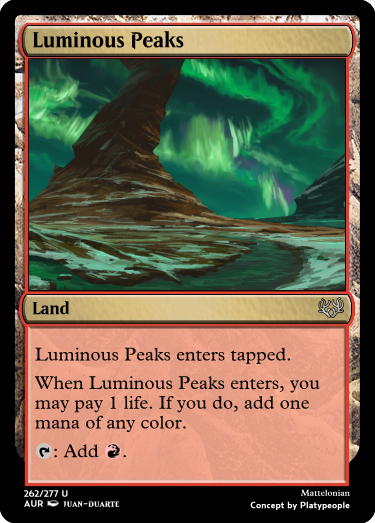 Luminous Peaks
Land
Luminous Peaks enters tapped.
When Luminous Peaks enters, you
may pay 1 life. If you do, add one
mana of any color.
: Add .
262/277 U
Mattelonian
AUR JUAN-DUARTE
Concept by Platypeople